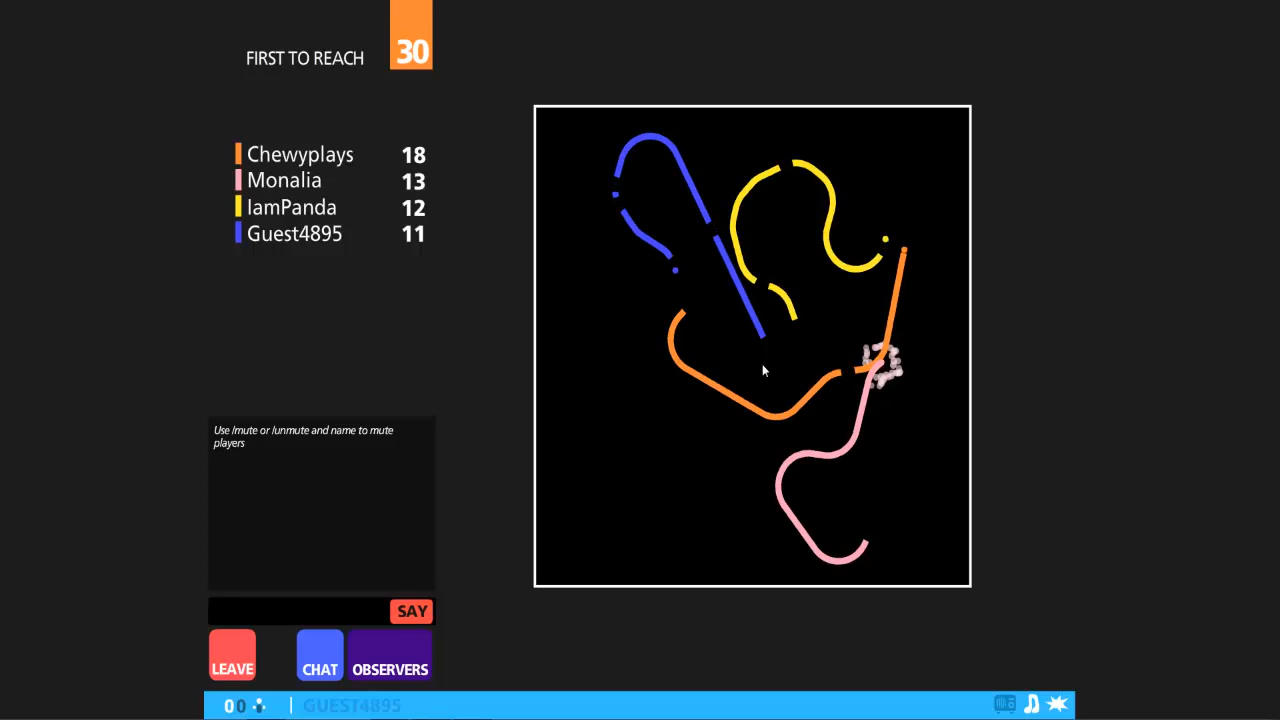 FIRST TO REACH 30
Chewyplays 18
Monalia 13
IamPanda 12
Guest4895 11
Use /mute or /unmute and name to mute
players
SAY
LEAVE CHAT OBSERVERS
00 GUEST4895